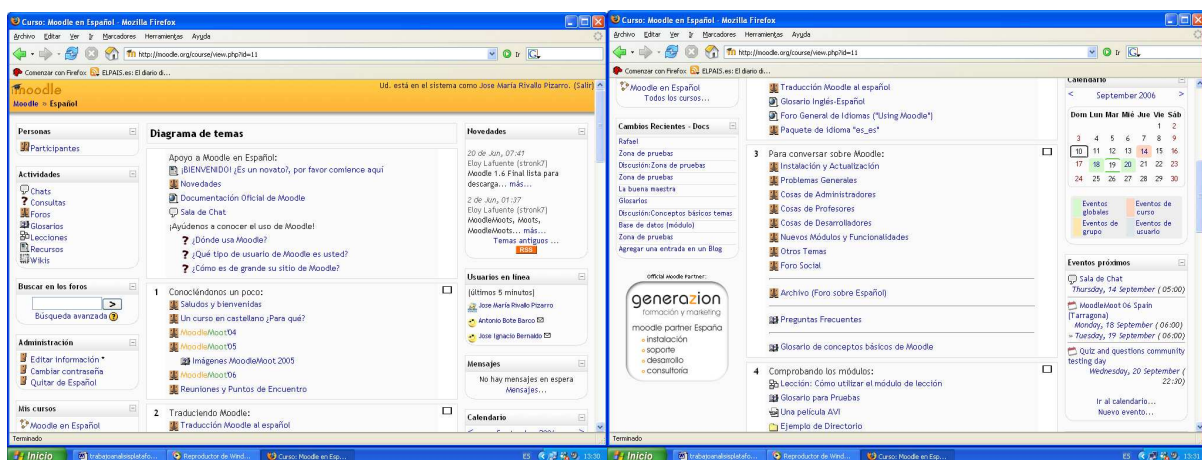 Curso: Moodle en Español - Mozilla Firefox
Archivo Editar Ver Ir Marcadores Herramientas Ayuda
http://moodle.org/course/view.php?id=11
Ir
Comenzar con Firefox ELPAIS.es: El diario di...
moodle
Ud. está en el sistema como Jose María Rivallo Pizarro. (Salir)
Moodle » Español
Personas
Participantes
Actividades
Chats
Consultas
Foros
Glosarios
Lecciones
Recursos
Wikis
Buscar en los foros
>
Búsqueda avanzada
Administración
Editar información
Cambiar contraseña
Quitar de Español
Mis cursos
Moodle en Español
Diagrama de temas
Apoyo a Moodle en Español:
¡BIENVENIDO! ¿Es un novato?, por favor comience aquí
Novedades
Documentación Oficial de Moodle
Sala de Chat
¡Ayúdenos a conocer el uso de Moodle!
¿Dónde usa Moodle?
¿Qué tipo de usuario de Moodle es usted?
¿Cómo es de grande su sitio de Moodle?
1 Conociéndonos un poco:
Saludos y bienvenidas
Un curso en castellano ¿Para qué?
MoodleMoot'04
MoodleMoot'05
Imágenes MoodleMoot 2005
MoodleMoot'06
Reuniones y Puntos de Encuentro
2 Traduciendo Moodle:
Traducción Moodle al español
Novedades
20 de Jun, 07:41
Eloy Lafuente (stronk7)
Moodle 1.6 Final lista para
descarga... más...
2 de Jun, 01:37
Eloy Lafuente (stronk7)
MoodleMoots, Moots,
MoodleMoots... más...
Temas antiguos ...
RSS
Usuarios en línea
(últimos 5 minutos)
Jose María Rivallo Pizarro
Antonio Bote Barco
Jose Ignacio Bernaldo
Mensajes
No hay mensajes en espera
Mensajes...
Calendario
Terminado
Inicio
trabajoanalisisplatafo...
Reproductor de Wind...
Curso: Moodle en Esp...
ES
13:30
Curso: Moodle en Español - Mozilla Firefox
Archivo Editar Ver Ir Marcadores Herramientas Ayuda
http://moodle.org/course/view.php?id=11
Ir
Comenzar con Firefox ELPAIS.es: El diario di...
Moodle en Español
Todos los cursos...
Cambios Recientes - Docs
Rafael
Zona de pruebas
Discusión:Zona de pruebas
Zona de pruebas
La buena maestra
Glosarios
Discusión:Conceptos básicos temas
Base de datos (módulo)
Zona de pruebas
Agregar una entrada en un Blog
Official Moodle Partner:
generazion
formación y marketing
moodle partner España
instalación
soporte
desarrollo
consultoría
Traducción Moodle al español
Glosario Inglés-Español
Foro General de Idiomas ("Using Moodle")
Paquete de idioma "es_es"
3 Para conversar sobre Moodle:
Instalación y Actualización
Problemas Generales
Cosas de Administradores
Cosas de Profesores
Cosas de Desarrolladores
Nuevos Módulos y Funcionalidades
Otros Temas
Foro Social
Archivo (Foro sobre Español)
Preguntas Frecuentes
Glosario de conceptos básicos de Moodle
4 Comprobando los módulos:
Lección: Cómo utilizar el módulo de lección
Glosario para Pruebas
Una película AVI
Ejemplo de Directorio
Calendario
< September 2006 >
Dom Lun Mar Mié Jue Vie Sáb
1 2
3 4 5 6 7 8 9
10 11 12 13 14 15 16
17 18 19 20 21 22 23
24 25 26 27 28 29 30
Eventos globales
Eventos de curso
Eventos de grupo
Eventos de usuario
Eventos próximos
Sala de Chat
Thursday, 14 September ( 05:00)
MoodleMoot 06 Spain
(Tarragona)
Monday, 18 September ( 06:00)
» Tuesday, 19 September ( 06:00)
Quiz and questions community
testing day
Wednesday, 20 September (
22:30)
Ir al calendario...
Nuevo evento...
Terminado
Inicio
trabajoanalisisplatafo...
Reproductor de Wind...
Curso: Moodle en Esp...
ES
13:31